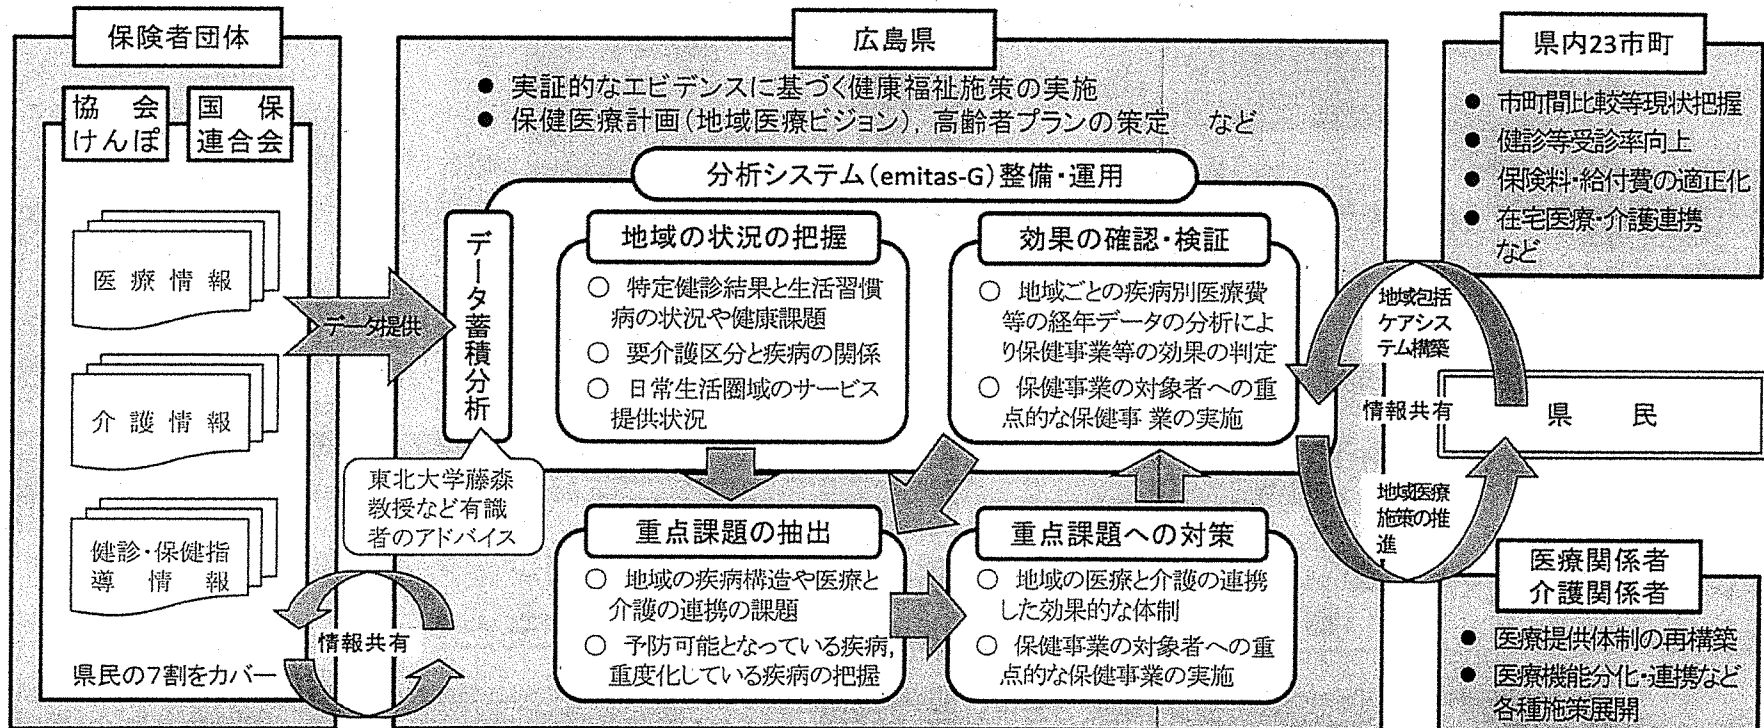 保険者団体
協会
けんぽ
国保
連合会
医療情報
介護情報
健診・保健指
導情報
県民の7割をカバー
データ提供
情報共有
広島県
● 実証的なエビデンスに基づく健康福祉施策の実施
● 保健医療計画(地域医療ビジョン),高齢者プランの策定 など
分析システム(emitas-G)整備・運用
データ蓄積分析
東北大学藤森
教授など有識
者のアドバイス
地域の状況の把握
○ 特定健診結果と生活習慣
病の状況や健康課題
○ 要介護区分と疾病の関係
○ 日常生活圏域のサービス
提供状況
効果の確認・検証
○ 地域ごとの疾病別医療費
等の経年データの分析によ
り保健事業等の効果の判定
○ 保健事業の対象者への重
点的な保健事 業の実施
重点課題の抽出
○ 地域の疾病構造や医療と
介護の連携の課題
○ 予防可能となっている疾病,
重度化している疾病の把握
重点課題への対策
○ 地域の医療と介護の連携
した効果的な体制
○ 保健事業の対象者への重
点的な保健事業の実施
県内23市町
● 市町間比較等現状把握
● 健診等受診率向上
● 保険料・給付費の適正化
● 在宅医療・介護連携
など
地域包括
ケアシス
テム構築
情報共有
県民
地域医療
施策の推
進
医療関係者
介護関係者
● 医療提供体制の再構築
● 医療機能分化・連携など
各種施策展開